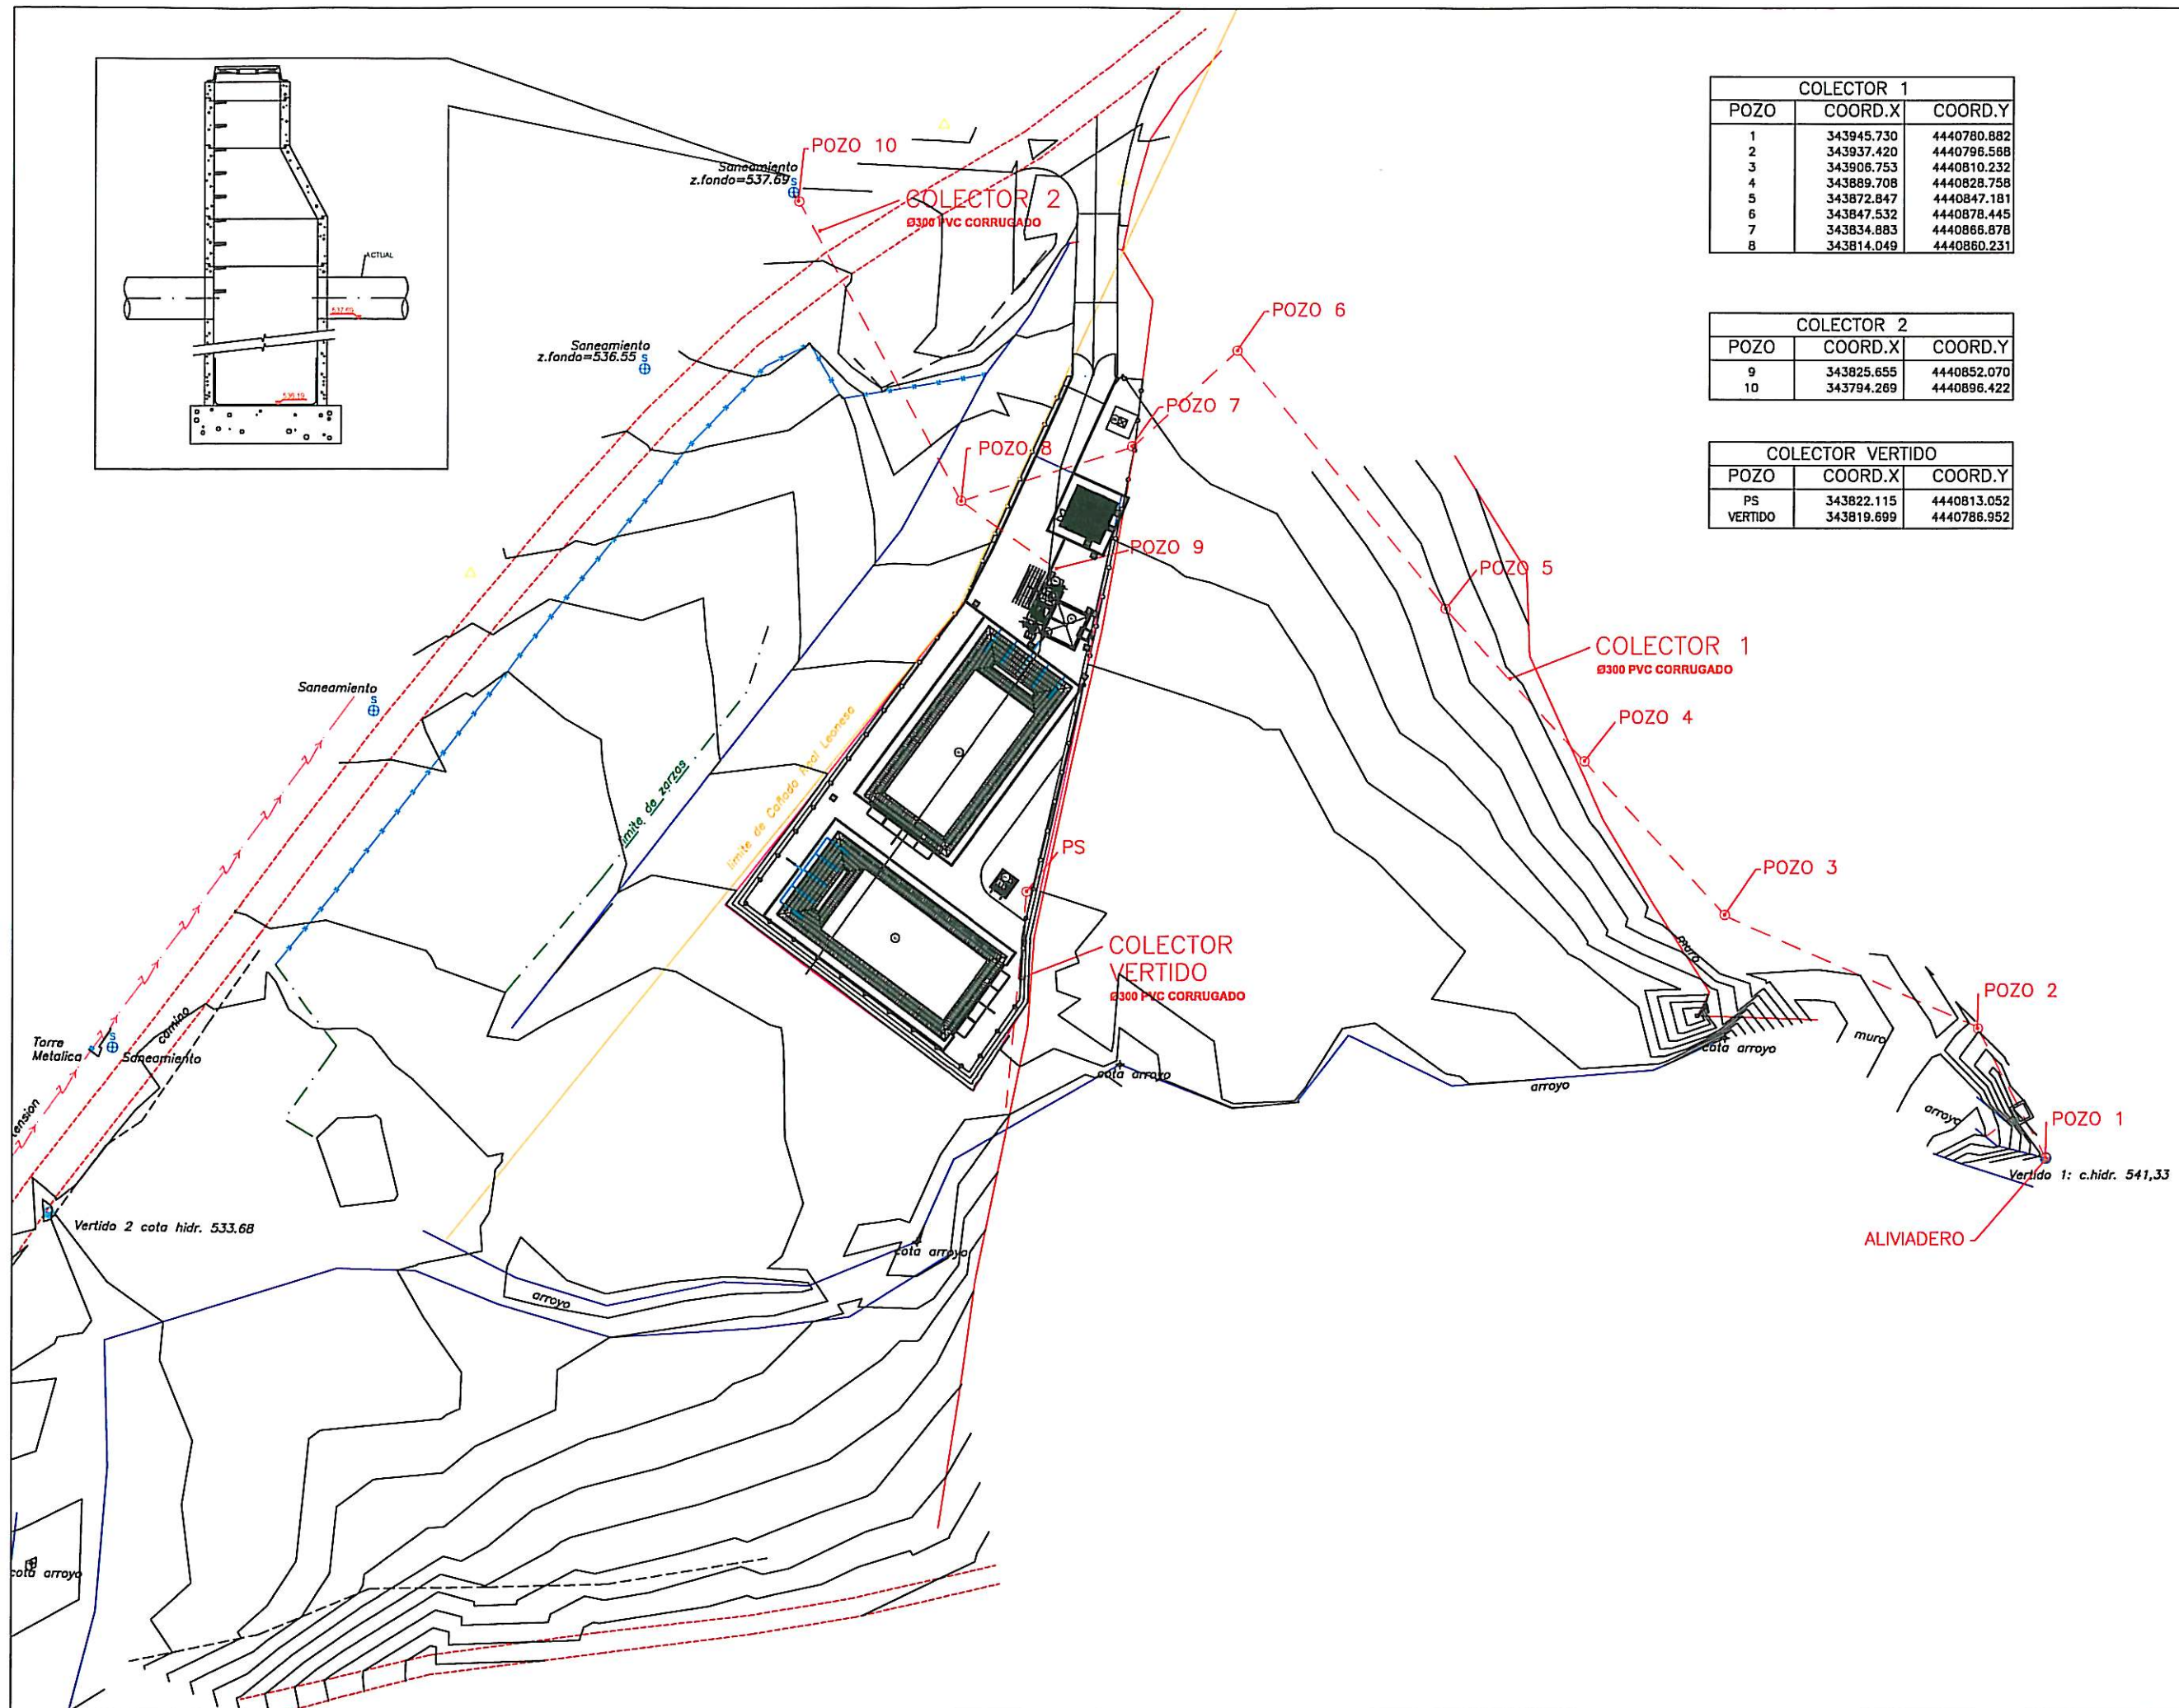 COLECTOR 1
POZO COORD.X COORD.Y
1 343945.730 4440780.882
2 343937.420 4440796.568
3 343906.753 4440810.232
4 343889.708 4440828.758
5 343872.847 4440847.181
6 343847.532 4440878.445
7 343834.883 4440866.878
8 343814.049 4440860.231
COLECTOR 2
POZO COORD.X COORD.Y
9 343825.655 4440852.070
10 343794.269 4440896.422
COLECTOR VERTIDO
POZO COORD.X COORD.Y
PS 343822.115 4440813.052
VERTIDO 343819.699 4440786.952
ACTUAL
537.69
536.19
POZO 10
Saneamiento
z.fondo=537.69
S
COLECTOR 2
Ø300 PVC CORRUGADO
POZO 6
Saneamiento
z.fondo=536.55
S
POZO 7
POZO 8
POZO 9
POZO 5
COLECTOR 1
Ø300 PVC CORRUGADO
Saneamiento
S
POZO 4
limite de zarzas
limite de Cañada Real Leonesa
PS
POZO 3
COLECTOR
VERTIDO
Ø300 PVC CORRUGADO
muro
POZO 2
camino
Torre
Metalica
S
Saneamiento
muro
cota arroyo
cota arroyo
arroyo
arroyo
POZO 1
tension
Vertido 1: c.hidr. 541,33
Vertido 2 cota hidr. 533.68
ALIVIADERO
cota arroyo
arroyo
cota arroyo